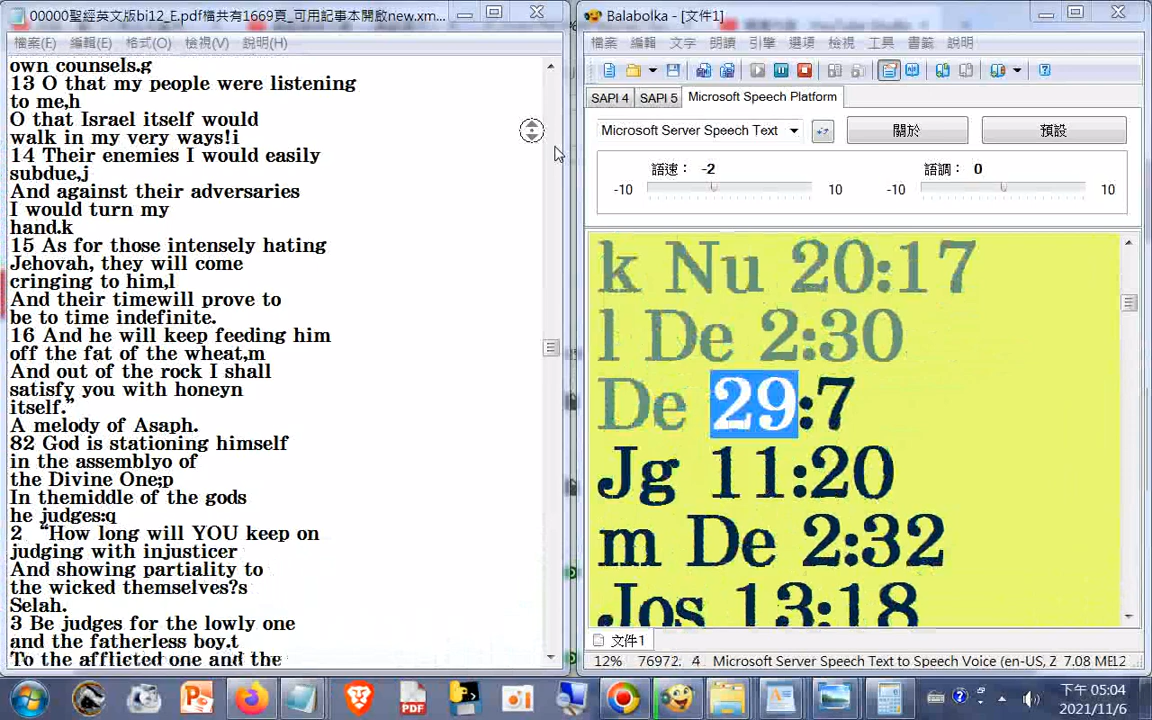 00000聖經英文版bi12_E.pdf檔共有1669頁_可用記事本開啟new.xm...
檔案(E) 編輯(E) 格式(O) 檢視(V) 說明(H)
own counsels.g
13 O that my people were listening
to me,h
O that Israel itself would
walk in my very ways!i
14 Their enemies I would easily
subdue,j
And against their adversaries
I would turn my
hand.k
15 As for those intensely hating
Jehovah, they will come
cringing to him,l
And their timewill prove to
be to time indefinite.
16 And he will keep feeding him
off the fat of the wheat,m
And out of the rock I shall
satisfy you with honeyn
itself.”
A melody of Asaph.
82 God is stationing himself
in the assemblyo of
the Divine One;p
In themiddle of the gods
he judges:q
2 “How long will YOU keep on
judging with injusticer
And showing partiality to
the wicked themselves?s
Selah.
3 Be judges for the lowly one
and the fatherless boy.t
To the afflicted one and the
Balabolka - [文件1]
檔案 編輯 文字 朗讀 引擎 選項 檢視 工具 書籤 說明
SAPI 4 SAPI 5 Microsoft Speech Platform
Microsoft Server Speech Text 關於 預設
語速： -2 語調： 0
-10 10 -10 10
k Nu 20:17
l De 2:30
De 29:7
Jg 11:20
m De 2:32
Jos 13:18
文件1
12% 76972: 4 Microsoft Server Speech Text to Speech Voice (en-US, Z 7.08 ME
PDF
下午 05:04
2021/11/6